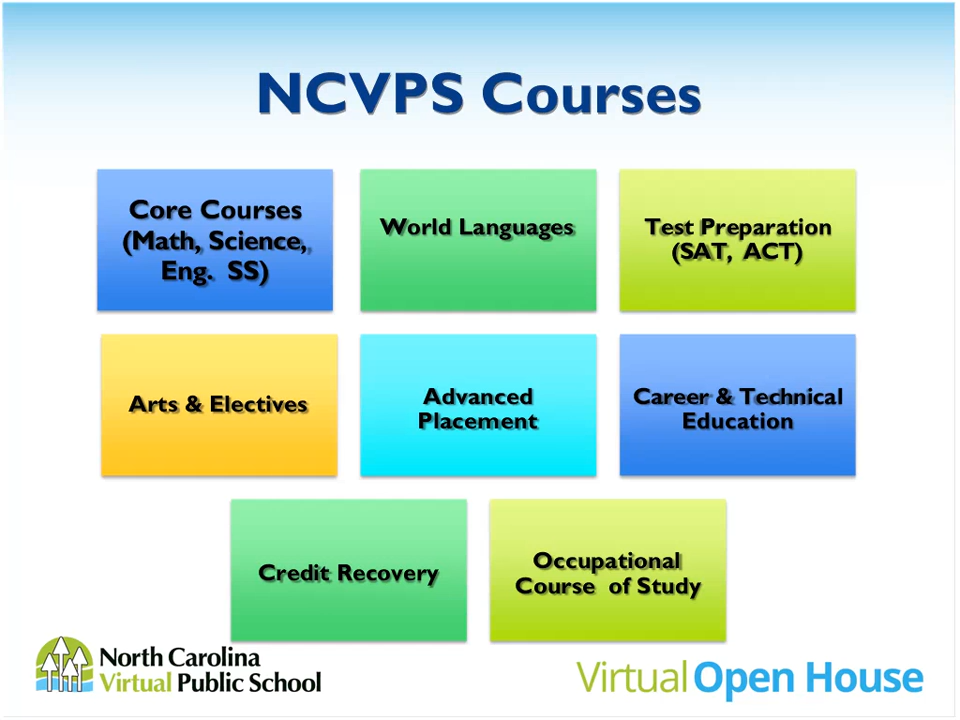 NCVPS Courses
Core Courses
(Math, Science,
Eng. SS)
World Languages
Test Preparation
(SAT, ACT)
Arts & Electives
Advanced
Placement
Career & Technical
Education
Credit Recovery
Occupational
Course of Study
North Carolina
Virtual Public School
Virtual Open House